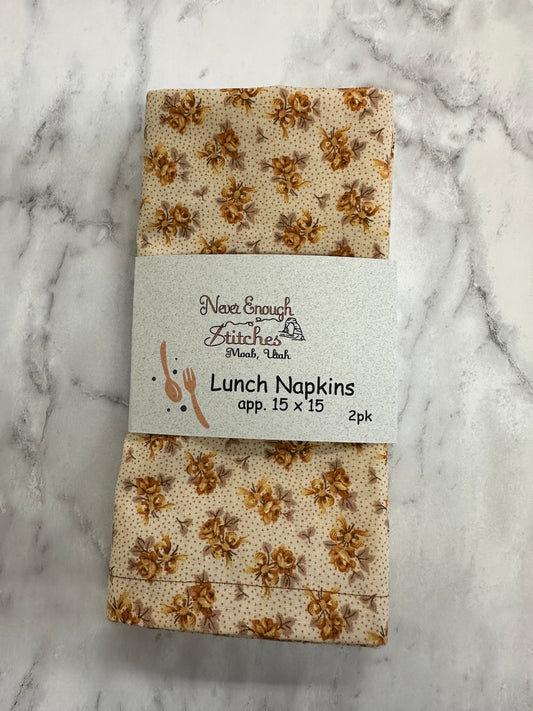 Never Enough
Stitches
Moab, Utah
Lunch Napkins
app. 15 x 15
2pk